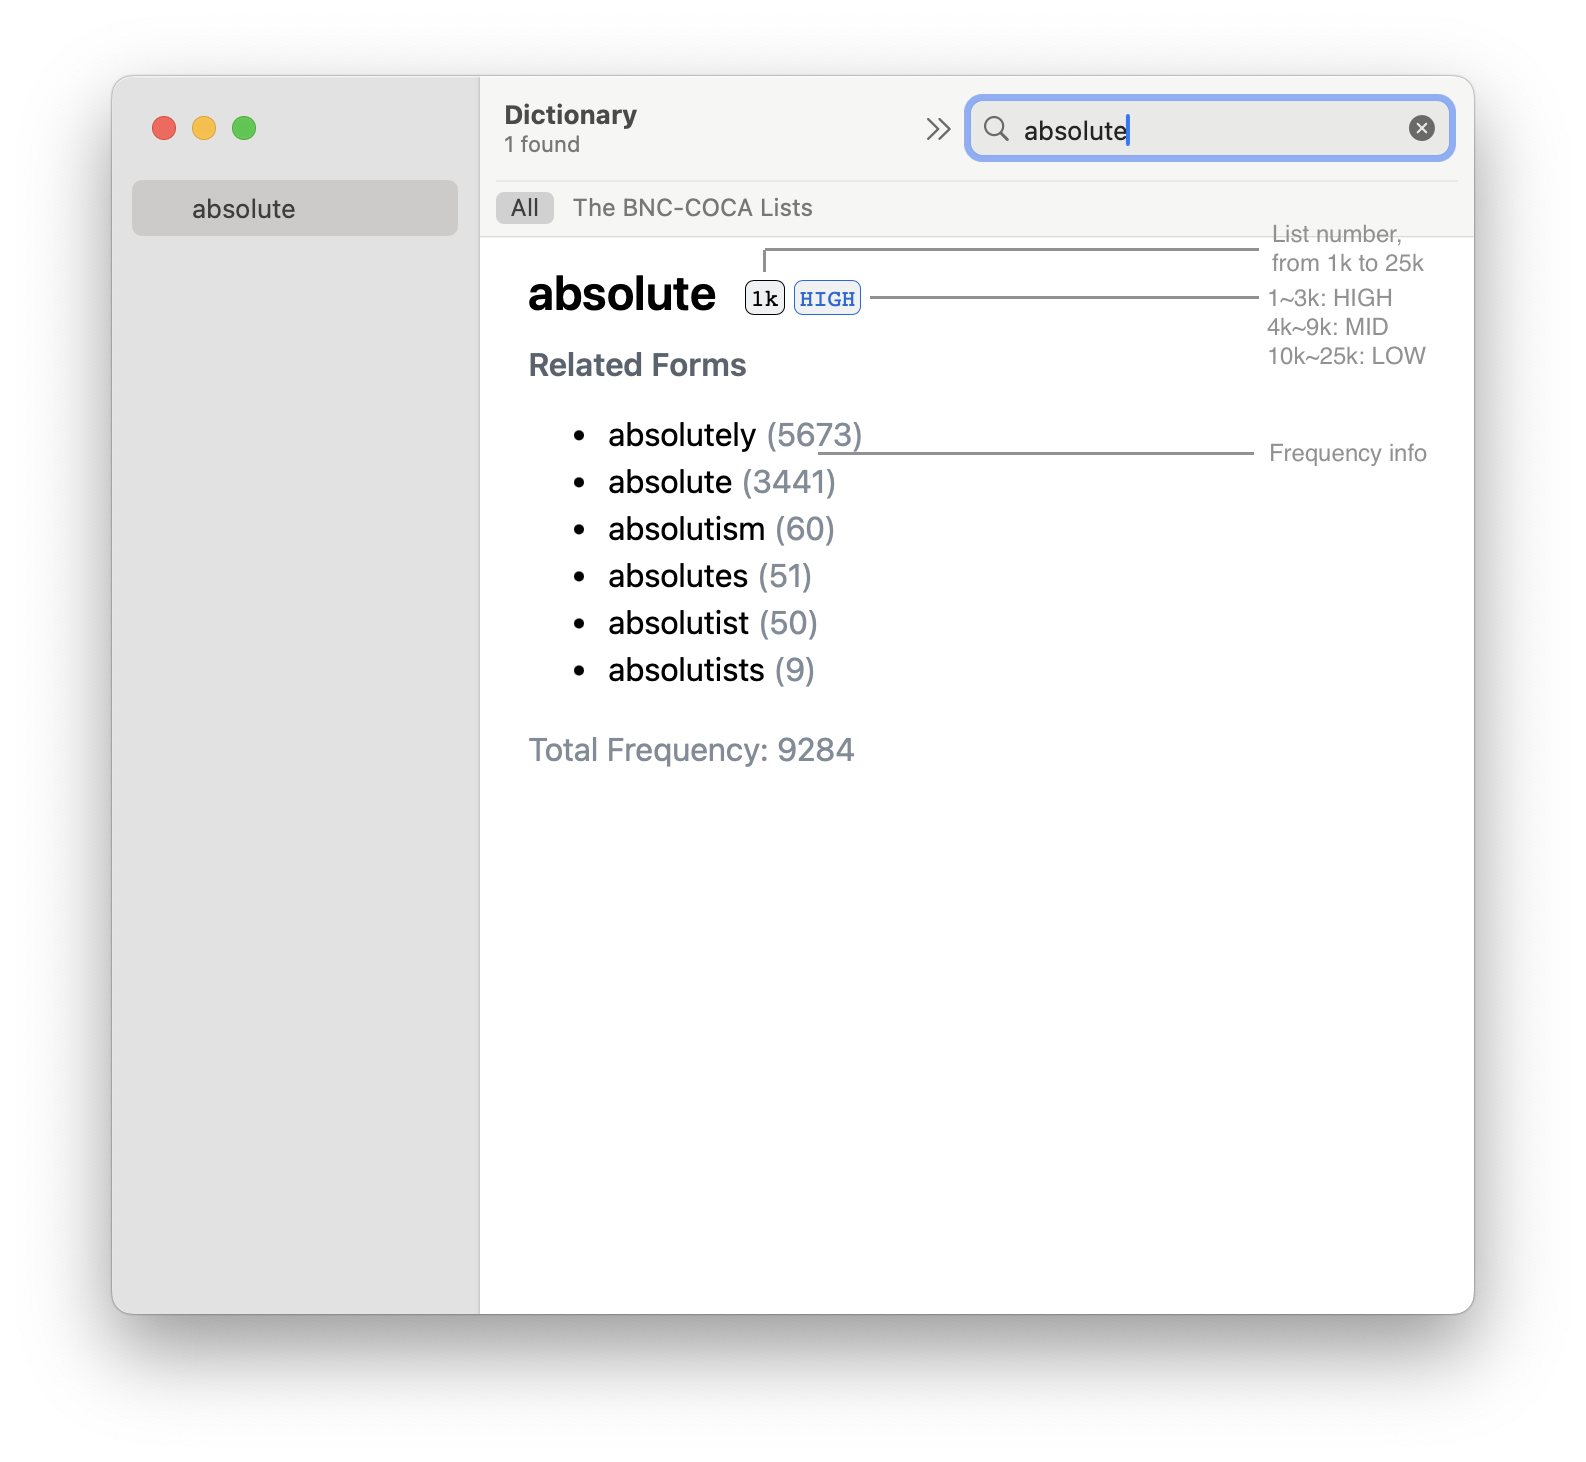 Dictionary
1 found
absolute
absolute
All The BNC-COCA Lists
List number,
from 1k to 25k
absolute 1k HIGH
1~3k: HIGH
4k~9k: MID
10k~25k: LOW
Related Forms
• absolutely (5673)
Frequency info
• absolute (3441)
• absolutism (60)
• absolutes (51)
• absolutist (50)
• absolutists (9)
Total Frequency: 9284